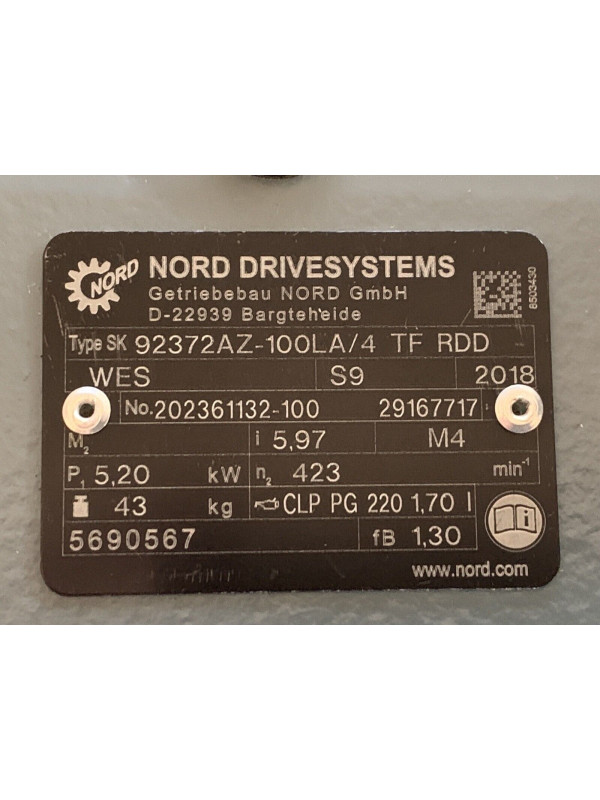 NORD
NORD DRIVESYSTEMS
Getriebebau NORD GmbH
D-22939 Bargteheide
8503430
Type SK 92372AZ-100LA/4 TF RDD
WES S9 2018
No. 202361132-100 29167717
M₂ i 5,97 M4
P₁ 5,20 kW n₂ 423 min⁻¹
43 kg CLP PG 220 1,70 l
5690567 fB 1,30
www.nord.com